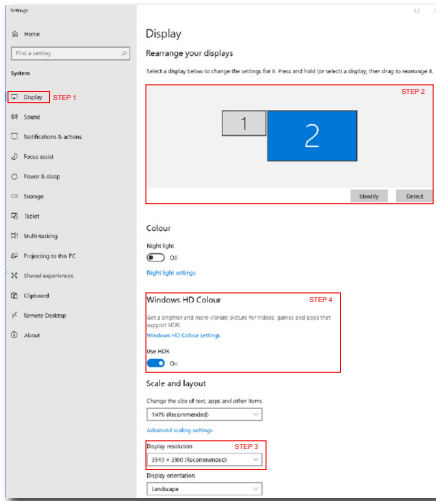 Settings
Home
Find a setting
System
Display STEP 1
Sound
Notifications & actions
Focus assist
Power & sleep
Storage
Tablet
Multi-tasking
Projecting to this PC
Shared experiences
Clipboard
Remote Desktop
About
Display
Rearrange your displays
Select a display below to change the settings for it. Press and hold (or select) a display, then drag to rearrange it.
STEP 2
1 2
Identify Detect
Colour
Night light
Off
Night light settings
Windows HD Colour STEP 4
Get a brighter and more vibrant picture for videos, games and apps that
support HDR.
Windows HD Colour settings
Use HDR
On
Scale and layout
Change the size of text, apps and other items
150% (Recommended)
Advanced scaling settings
Display resolution STEP 3
3840 × 2160 (Recommended)
Display orientation
Landscape